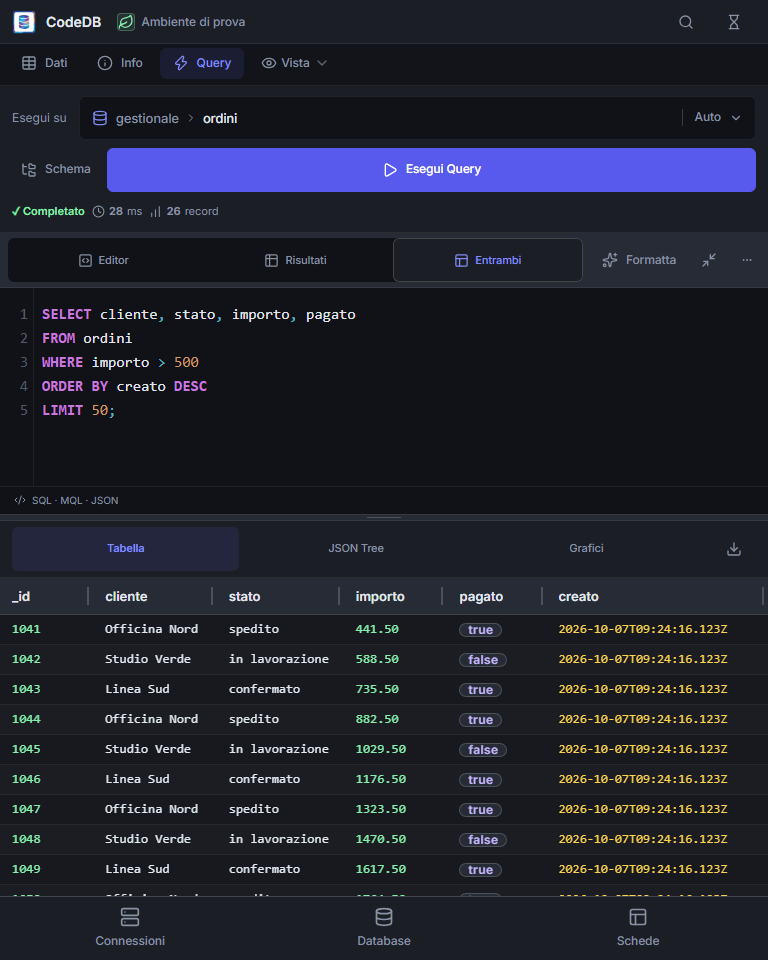 CodeDB Ambiente di prova
Dati Info Query Vista
Esegui su gestionale > ordini Auto
Schema Esegui Query
✓ Completato 28 ms 26 record
Editor Risultati Entrambi Formatta ...
1 SELECT cliente, stato, importo, pagato
2 FROM ordini
3 WHERE importo > 500
4 ORDER BY creato DESC
5 LIMIT 50;
</> SQL · MQL · JSON
Tabella JSON Tree Grafici
_id cliente stato importo pagato creato
1041 Officina Nord spedito 441.50 true 2026-10-07T09:24:16.123Z
1042 Studio Verde in lavorazione 588.50 false 2026-10-07T09:24:16.123Z
1043 Linea Sud confermato 735.50 true 2026-10-07T09:24:16.123Z
1044 Officina Nord spedito 882.50 true 2026-10-07T09:24:16.123Z
1045 Studio Verde in lavorazione 1029.50 false 2026-10-07T09:24:16.123Z
1046 Linea Sud confermato 1176.50 true 2026-10-07T09:24:16.123Z
1047 Officina Nord spedito 1323.50 true 2026-10-07T09:24:16.123Z
1048 Studio Verde in lavorazione 1470.50 false 2026-10-07T09:24:16.123Z
1049 Linea Sud confermato 1617.50 true 2026-10-07T09:24:16.123Z
Connessioni Database Schede